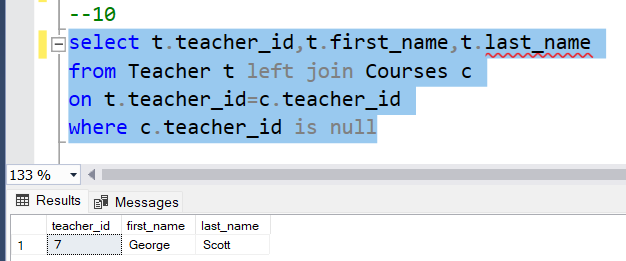 --10
select t.teacher_id,t.first_name,t.last_name
from Teacher t left join Courses c
on t.teacher_id=c.teacher_id
where c.teacher_id is null
133 %
Results Messages
teacher_id first_name last_name
1 7 George Scott